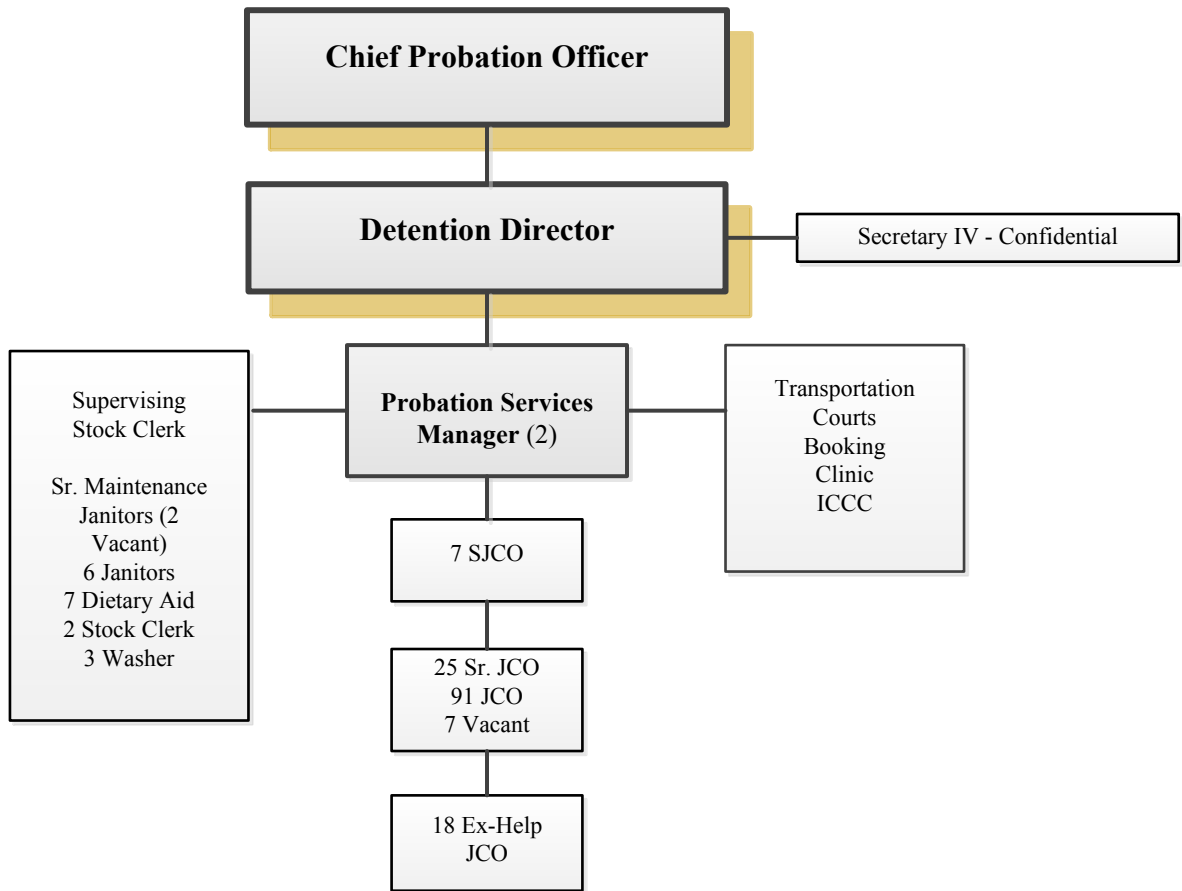 Chief Probation Officer
Detention Director
Secretary IV - Confidential
Supervising
Stock Clerk
Sr. Maintenance
Janitors (2
Vacant)
6 Janitors
7 Dietary Aid
2 Stock Clerk
3 Washer
Probation Services
Manager (2)
Transportation
Courts
Booking
Clinic
ICCC
7 SJCO
25 Sr. JCO
91 JCO
7 Vacant
18 Ex-Help
JCO